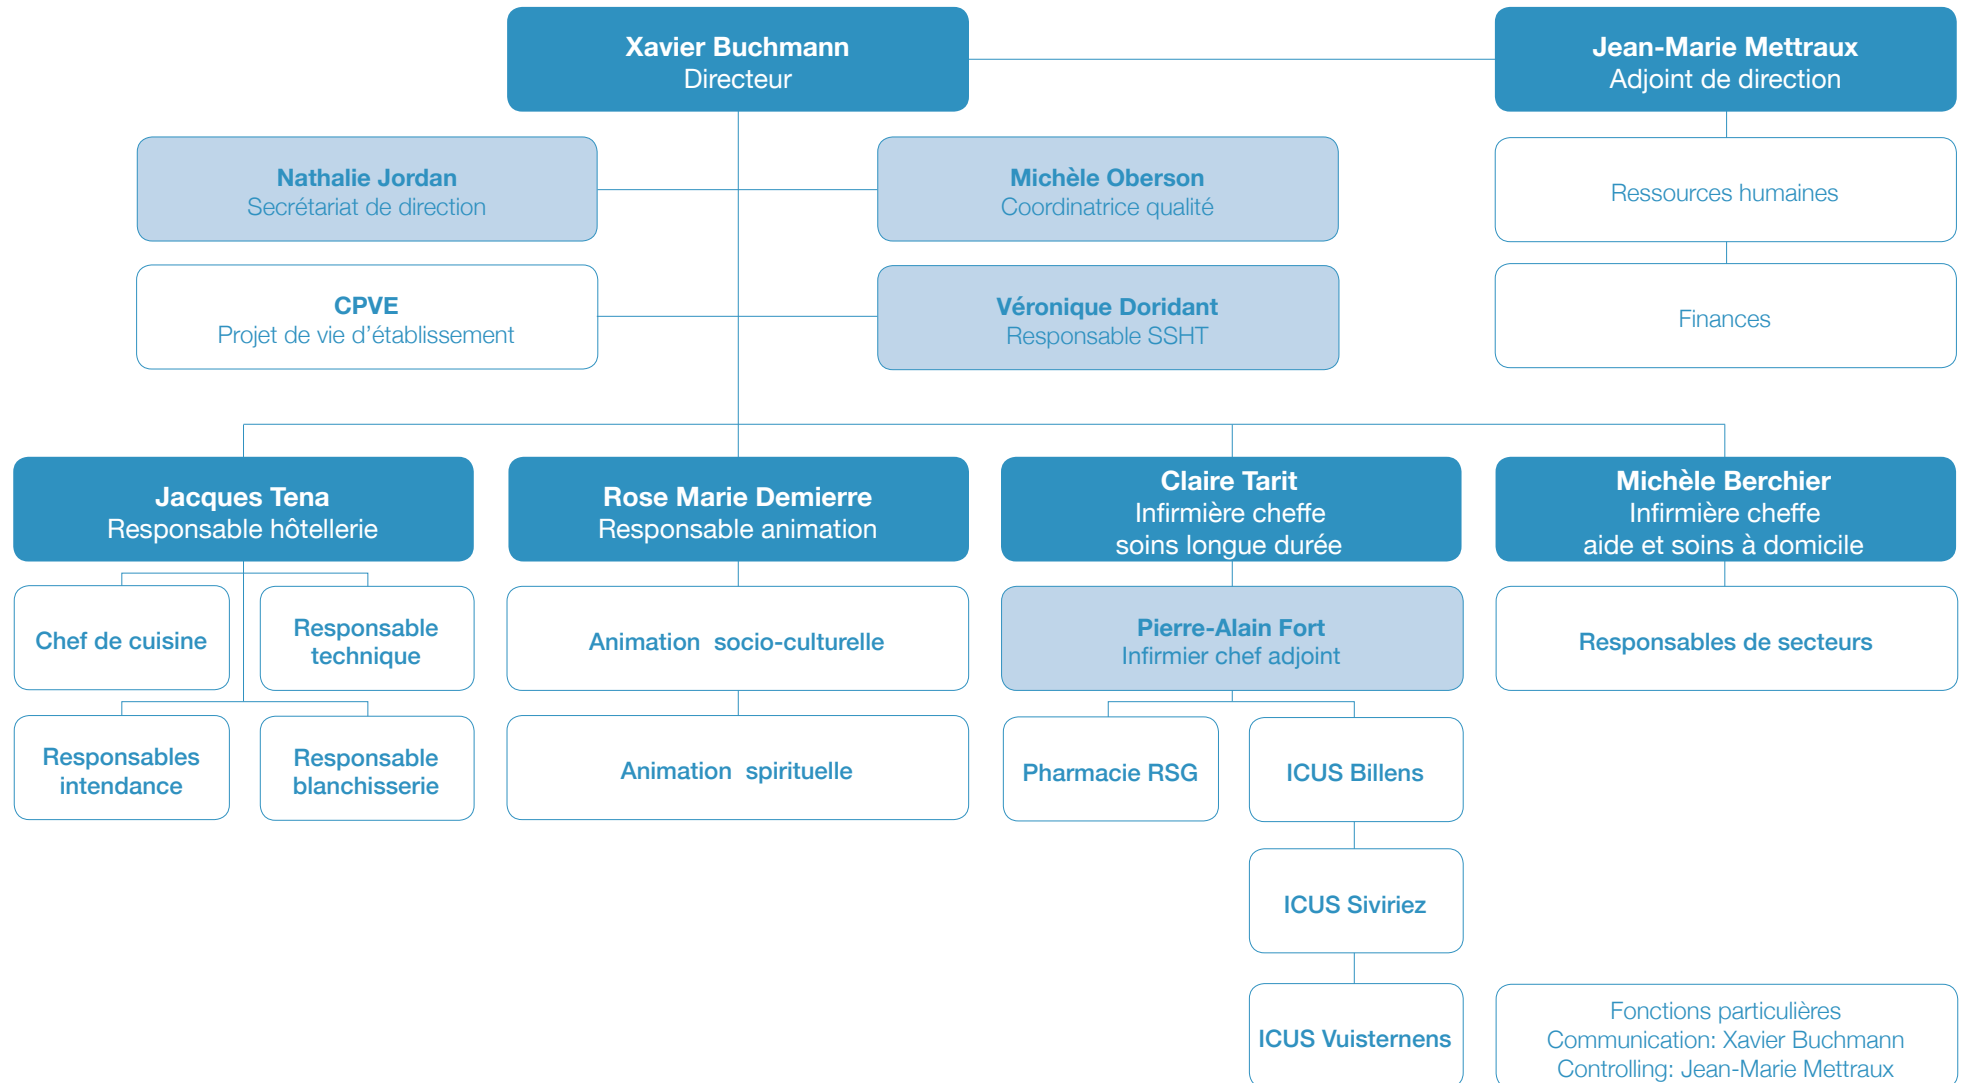 Xavier Buchmann
Directeur
Jean-Marie Mettraux
Adjoint de direction
Nathalie Jordan
Secrétariat de direction
Michèle Oberson
Coordinatrice qualité
Ressources humaines
CPVE
Projet de vie d’établissement
Véronique Doridant
Responsable SSHT
Finances
Jacques Tena
Responsable hôtellerie
Rose Marie Demierre
Responsable animation
Claire Tarit
Infirmière cheffe
soins longue durée
Michèle Berchier
Infirmière cheffe
aide et soins à domicile
Chef de cuisine
Responsable
technique
Animation socio-culturelle
Pierre-Alain Fort
Infirmier chef adjoint
Responsables de secteurs
Responsables
intendance
Responsable
blanchisserie
Animation spirituelle
Pharmacie RSG
ICUS Billens
ICUS Siviriez
ICUS Vuisternens
Fonctions particulières
Communication: Xavier Buchmann
Controlling: Jean-Marie Mettraux